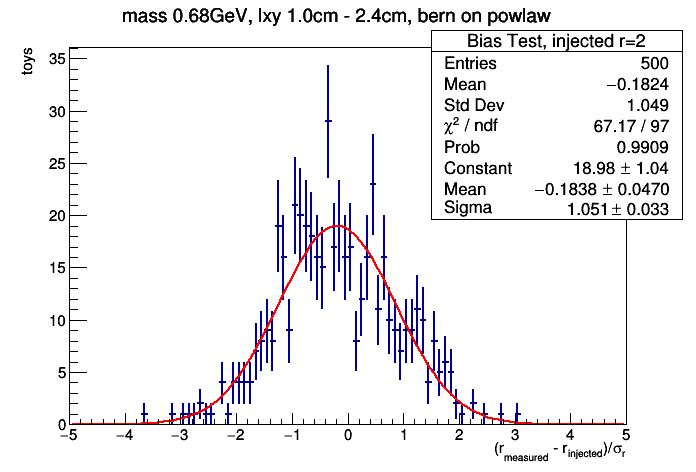 mass 0.68GeV, lxy 1.0cm - 2.4cm, bern on powlaw
Bias Test, injected r=2
Entries 500
Mean −0.1824
Std Dev 1.049
χ² / ndf 67.17 / 97
Prob 0.9909
Constant 18.98 ± 1.04
Mean −0.1838 ± 0.0470
Sigma 1.051 ± 0.033
toys
35
30
25
20
15
10
5
0
−5 −4 −3 −2 −1 0 1 2 3 4 5
(r_measured - r_injected)/σ_r